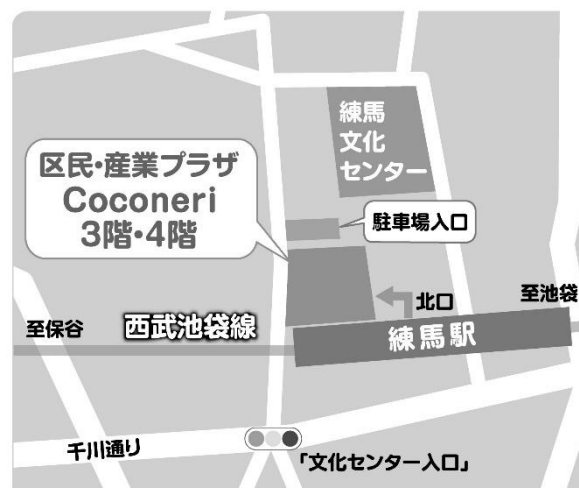 練馬
文化
センター
区民・産業プラザ
Coconeri
3階・4階
駐車場入口
北口
至池袋
至保谷
西武池袋線
練馬駅
千川通り
「文化センター入口」